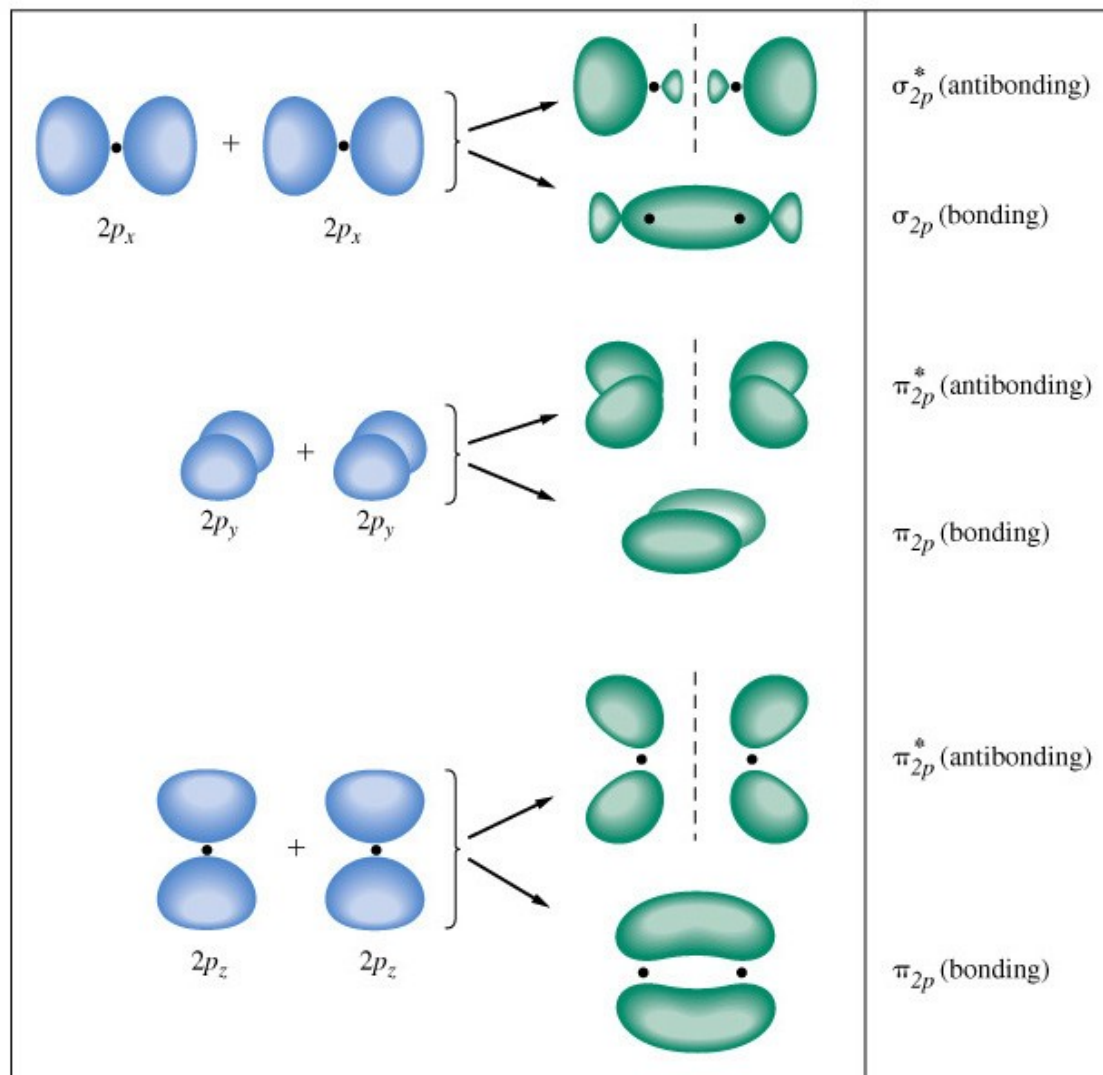 σ*2p (antibonding)
+
2px 2px
σ2p (bonding)
π*2p (antibonding)
+
2py 2py
π2p (bonding)
π*2p (antibonding)
+
2pz 2pz
π2p (bonding)